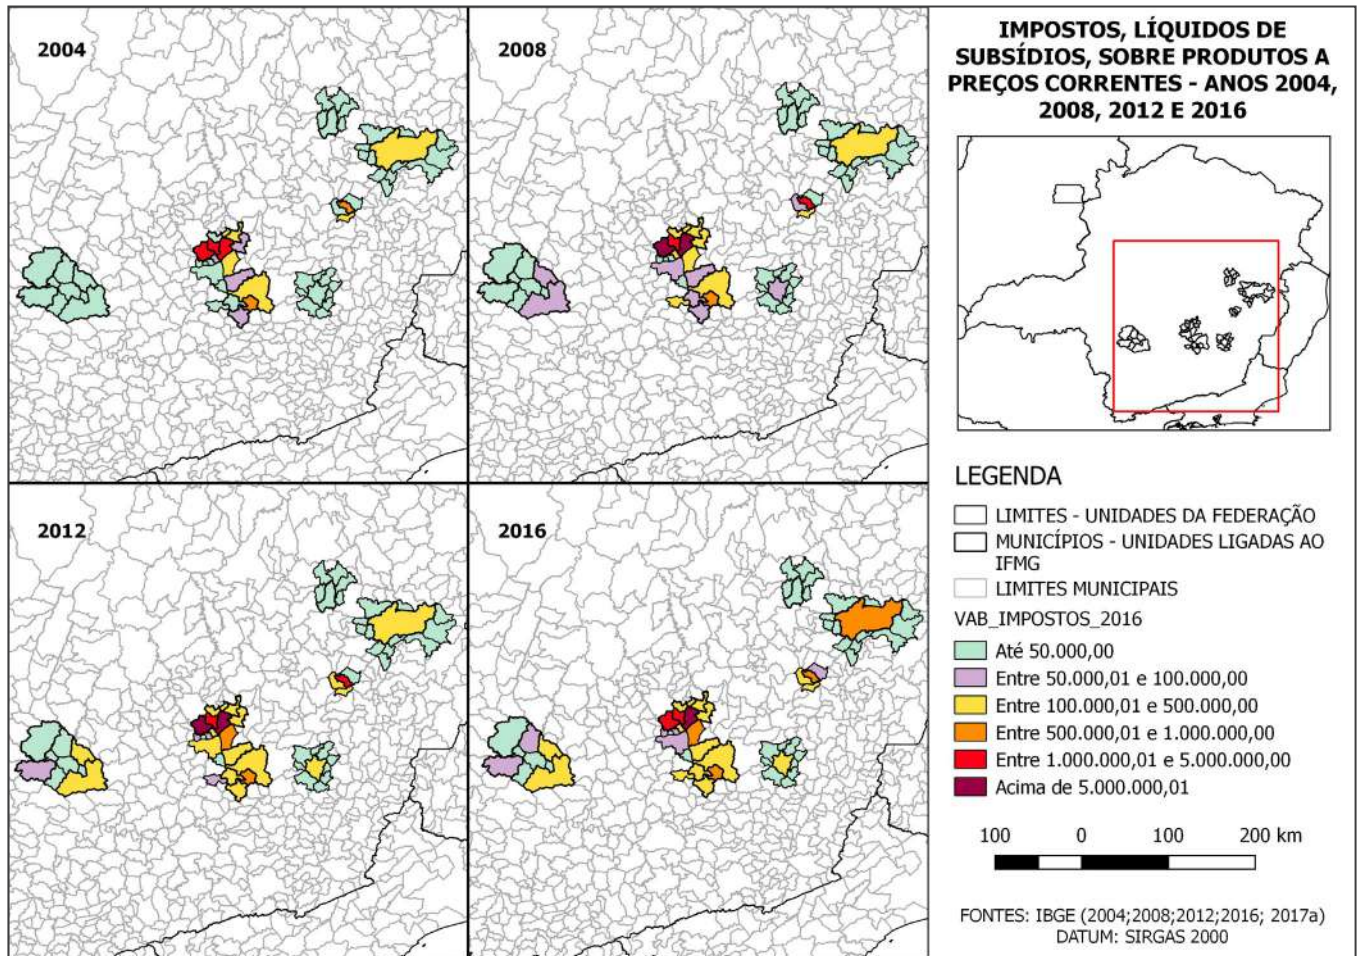 2004
2008
2012
2016
IMPOSTOS, LÍQUIDOS DE
SUBSÍDIOS, SOBRE PRODUTOS A
PREÇOS CORRENTES - ANOS 2004,
2008, 2012 E 2016
LEGENDA
LIMITES - UNIDADES DA FEDERAÇÃO
MUNICÍPIOS - UNIDADES LIGADAS AO
IFMG
LIMITES MUNICIPAIS
VAB_IMPOSTOS_2016
Até 50.000,00
Entre 50.000,01 e 100.000,00
Entre 100.000,01 e 500.000,00
Entre 500.000,01 e 1.000.000,00
Entre 1.000.000,01 e 5.000.000,00
Acima de 5.000.000,01
100 0 100 200 km
FONTES: IBGE (2004;2008;2012;2016; 2017a)
DATUM: SIRGAS 2000